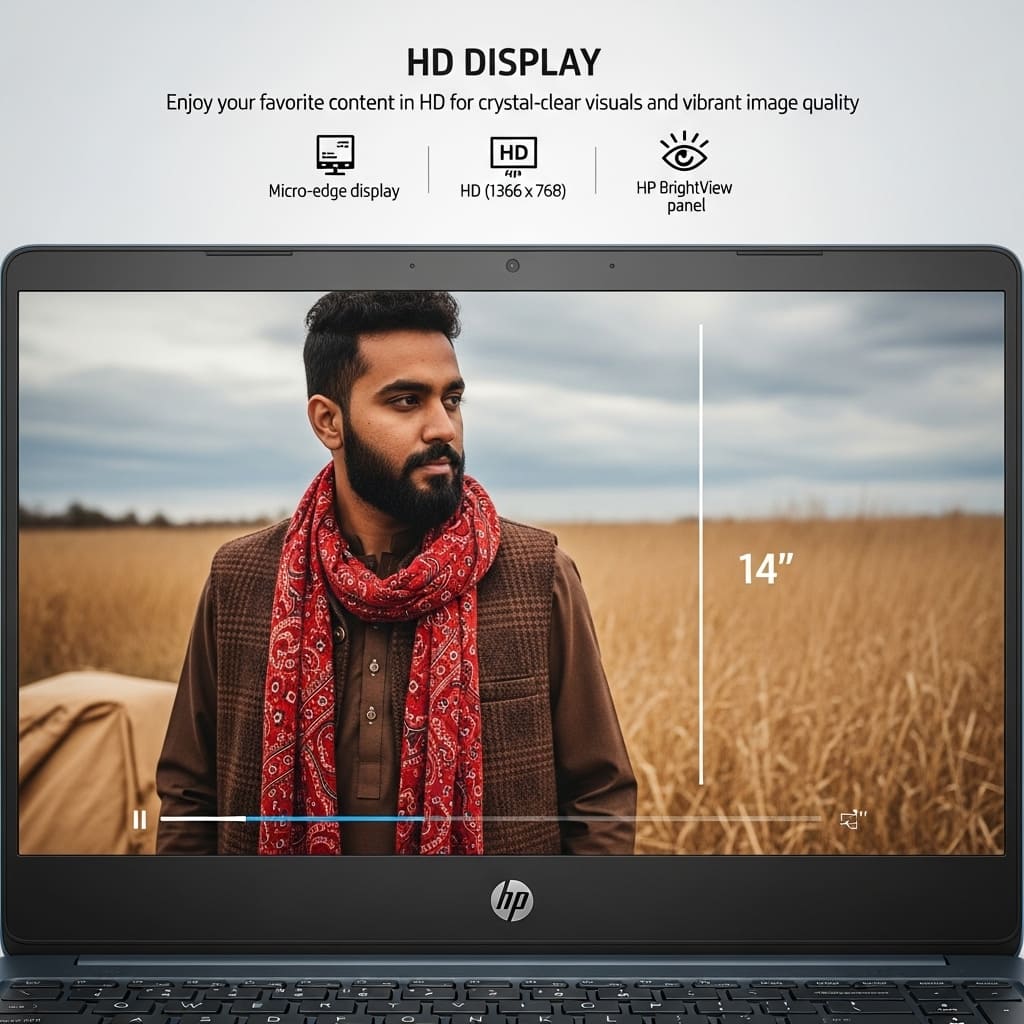 HD DISPLAY
Enjoy your favorite content in HD for crystal-clear visuals and vibrant image quality
HD
Micro-edge display
HD (1366 x 768)
HP BrightView
panel
14”
hp